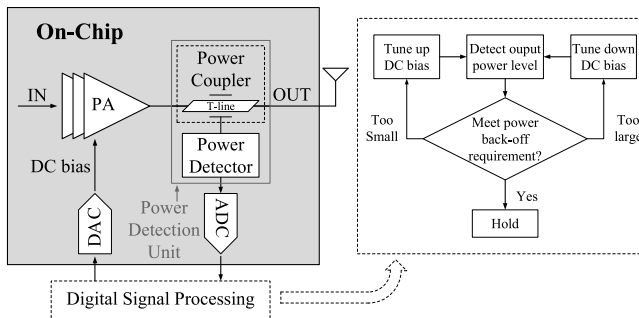 On-Chip
IN
PA
Power
Coupler
T-line
OUT
Power
Detector
DC bias
DAC
ADC
Power
Detection
Unit
Digital Signal Processing
Tune up
DC bias
Detect ouput
power level
Tune down
DC bias
Too
Small
Meet power
back-off
requirement?
Too
large
Yes
Hold